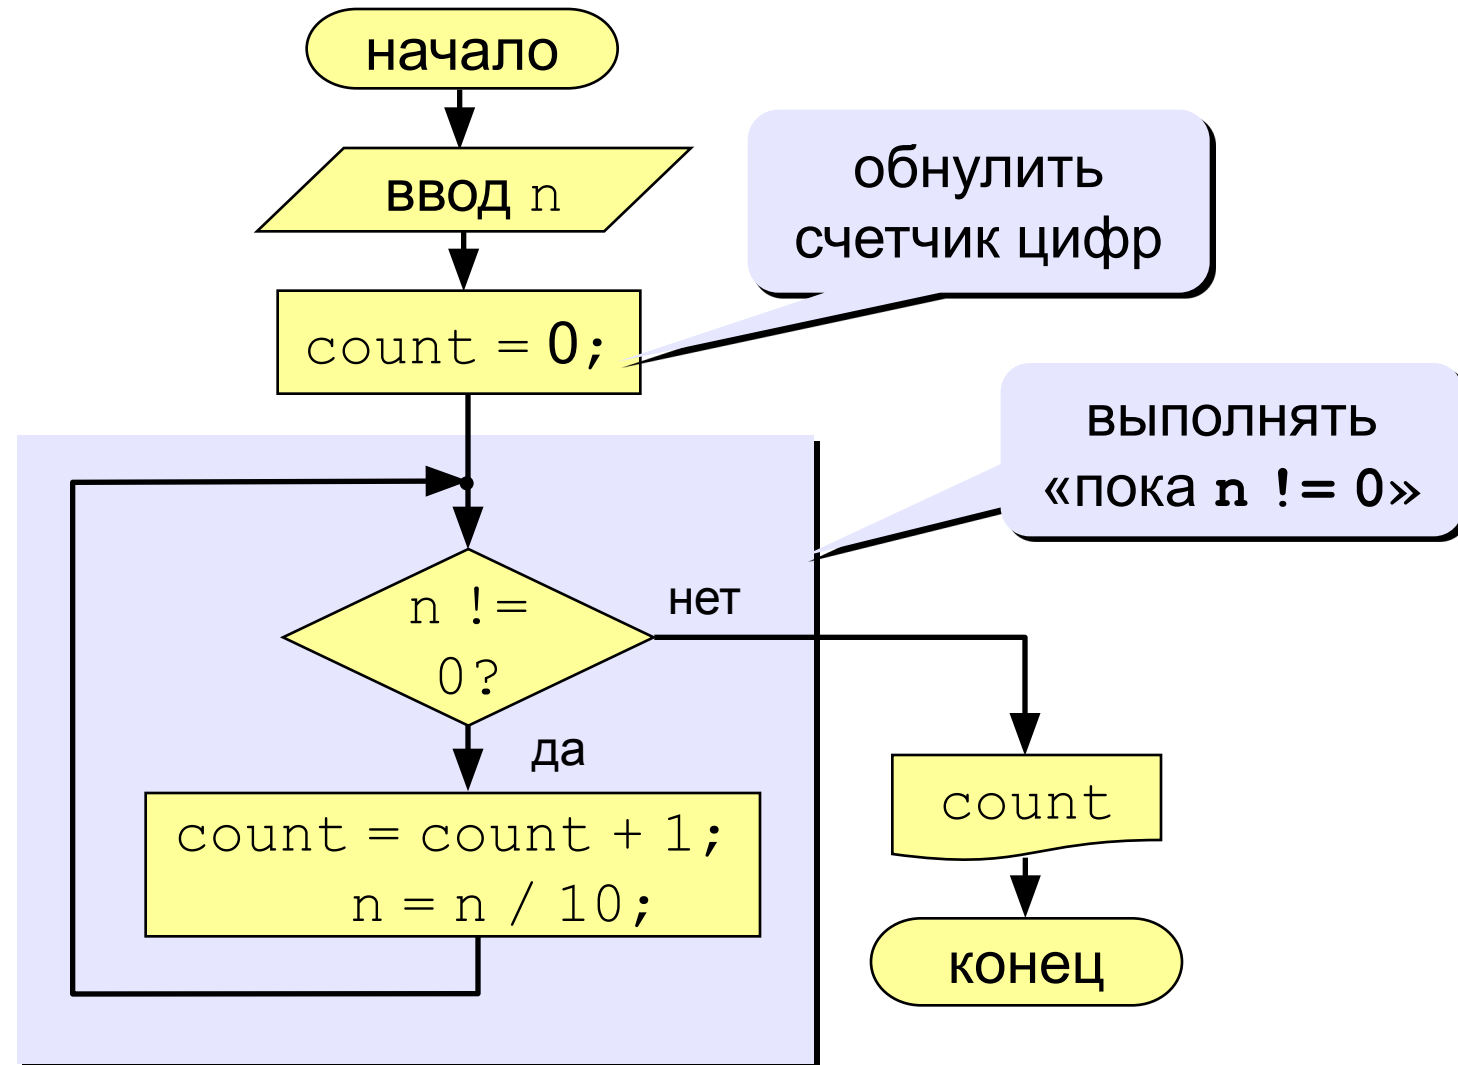 начало
ввод n
обнулить
счетчик цифр
count = 0;
выполнять
«пока n != 0»
n !=
0?
нет
да
count = count + 1;
n = n / 10;
count
конец